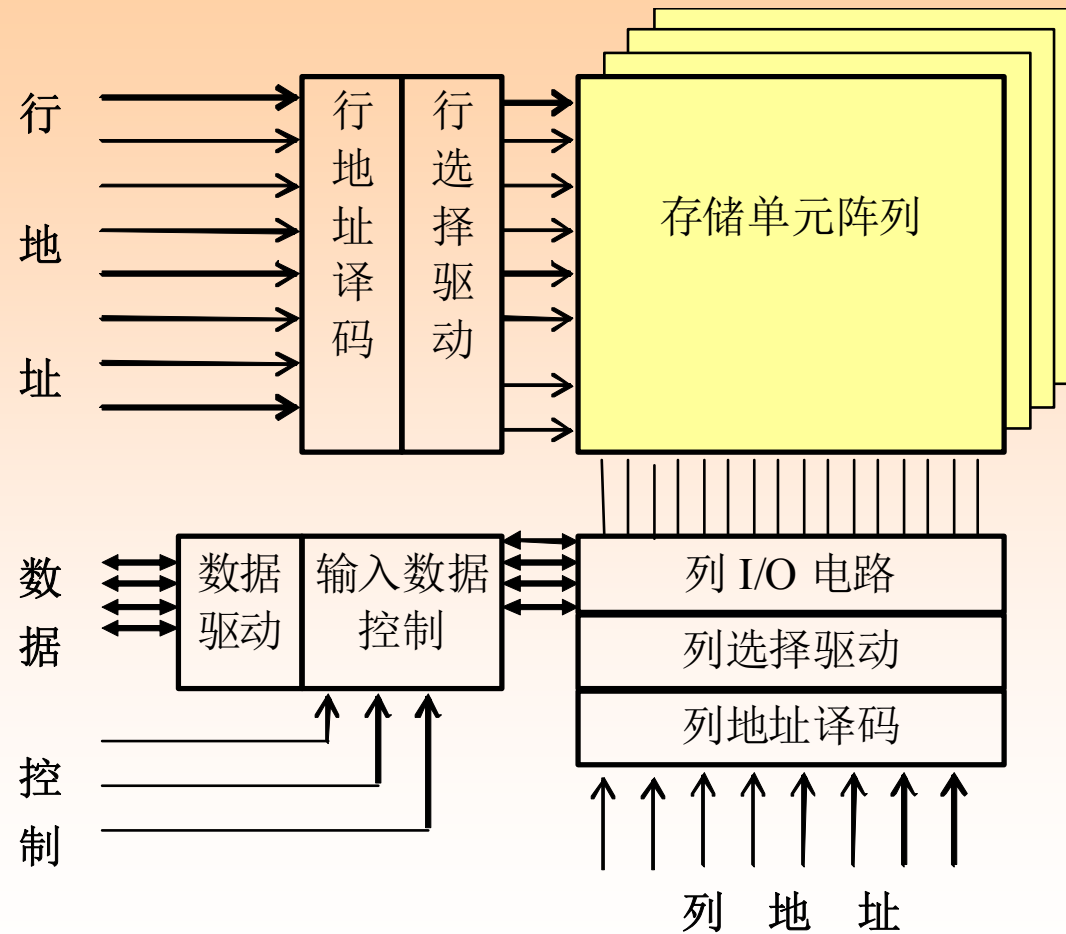 行地址
行地址译码
行选择驱动
存储单元阵列
数据
数据
驱动
输入数据
控制
列 I/O 电路
列选择驱动
列地址译码
控制
列 地 址